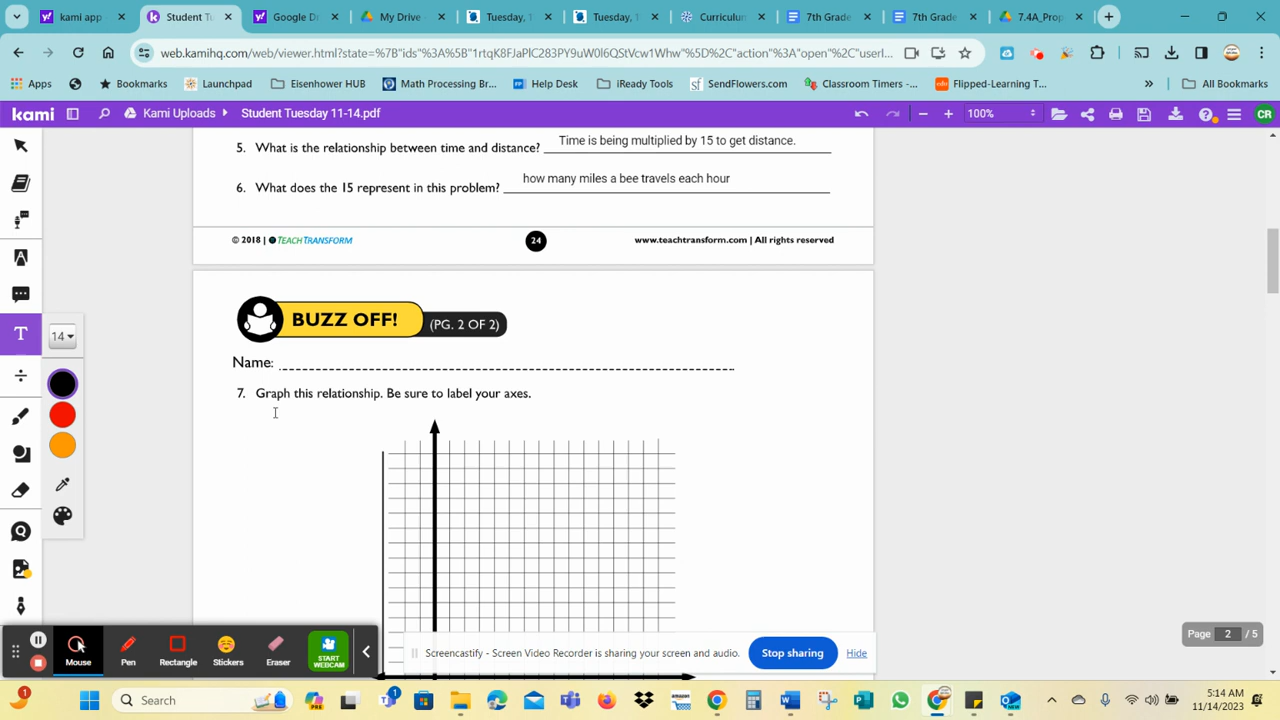 kami app
Student Tu
Google Dr
My Drive -
Tuesday, 1
Tuesday, 1
Curriculum
7th Grade
7th Grade
7.4A_Prop
web.kamihq.com/web/viewer.html?state=%7B"ids"%3A%5B"1rtqK8FJaPlC283PY9uW0I6QStVcw1Whw"%5D%2C"action"%3A"open"%2C"userI...
Apps
Bookmarks
Launchpad
Eisenhower HUB
Math Processing Br...
Help Desk
iReady Tools
SendFlowers.com
Classroom Timers -...
Flipped-Learning T...
»
All Bookmarks
kami
Kami Uploads
Student Tuesday 11-14.pdf
100%
CR
5. What is the relationship between time and distance? Time is being multiplied by 15 to get distance.
6. What does the 15 represent in this problem? how many miles a bee travels each hour
© 2018 | TEACHTRANSFORM
24
www.teachtransform.com | All rights reserved
BUZZ OFF! (PG. 2 OF 2)
Name:
7. Graph this relationship. Be sure to label your axes.
T
14
Page 2 / 5
Mouse
Pen
Rectangle
Stickers
Eraser
START WEBCAM
Screencastify - Screen Video Recorder is sharing your screen and audio.
Stop sharing
Hide
1
Search
1
5:14 AM
11/14/2023